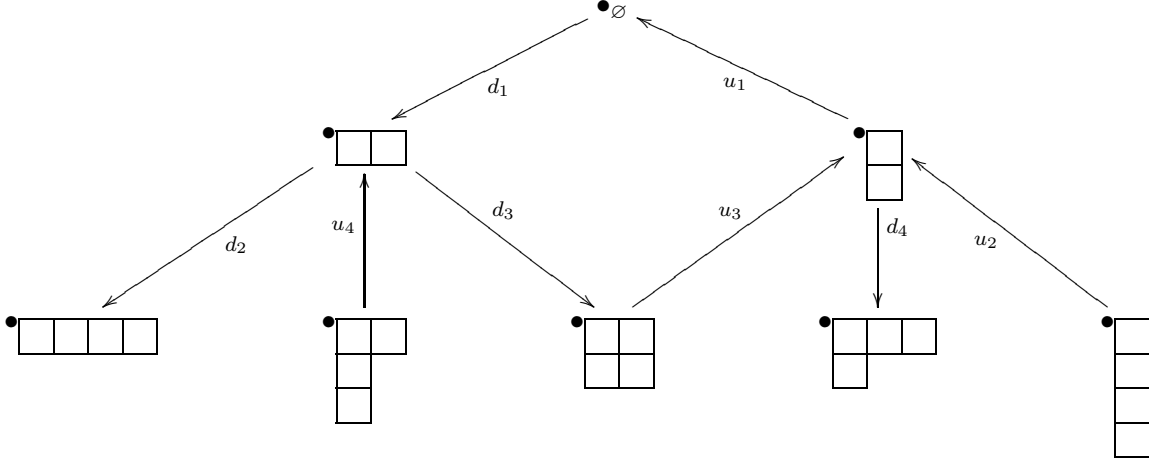 ∅
d₁ u₁
u₄ d₃ u₃ d₄
d₂ u₂